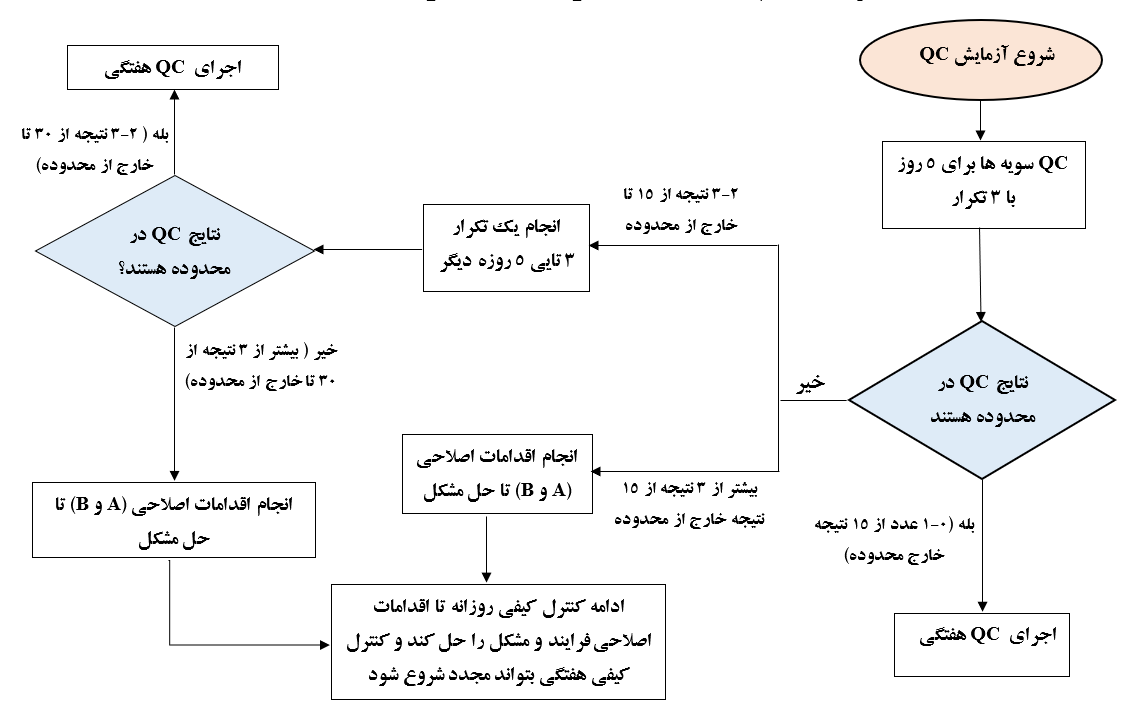 شروع آزمایش QC
QC سویه ها برای ۵ روز
با ۳ تکرار
نتایج QC در
محدوده هستند
بله (۰-۱ عدد از ۱۵ نتیجه
خارج محدوده)
اجرای QC هفتگی
خیر
۲-۳ نتیجه از ۱۵ تا
خارج از محدوده
انجام یک تکرار
۳ تایی ۵ روزه دیگر
نتایج QC در
محدوده هستند؟
بله ( ۲-۳ نتیجه از ۳۰ تا
خارج از محدوده)
اجرای QC هفتگی
خیر ( بیشتر از ۳ نتیجه از
۳۰ تا خارج از محدوده)
انجام اقدامات اصلاحی (A و B) تا
حل مشکل
بیشتر از ۳ نتیجه از ۱۵
نتیجه خارج از محدوده
انجام اقدامات اصلاحی
(A و B) تا حل مشکل
ادامه کنترل کیفی روزانه تا اقدامات
اصلاحی فرایند و مشکل را حل کند و کنترل
کیفی هفتگی بتواند مجدد شروع شود